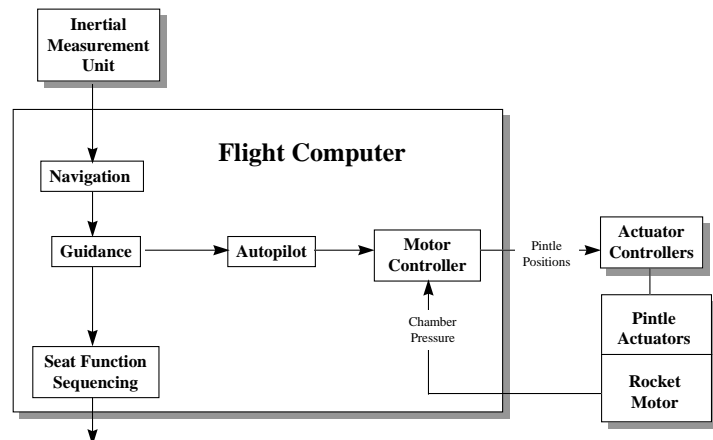 Inertial
Measurement
Unit
Flight Computer
Navigation
Guidance
Autopilot
Motor
Controller
Pintle
Positions
Actuator
Controllers
Chamber
Pressure
Pintle
Actuators
Seat Function
Sequencing
Rocket
Motor